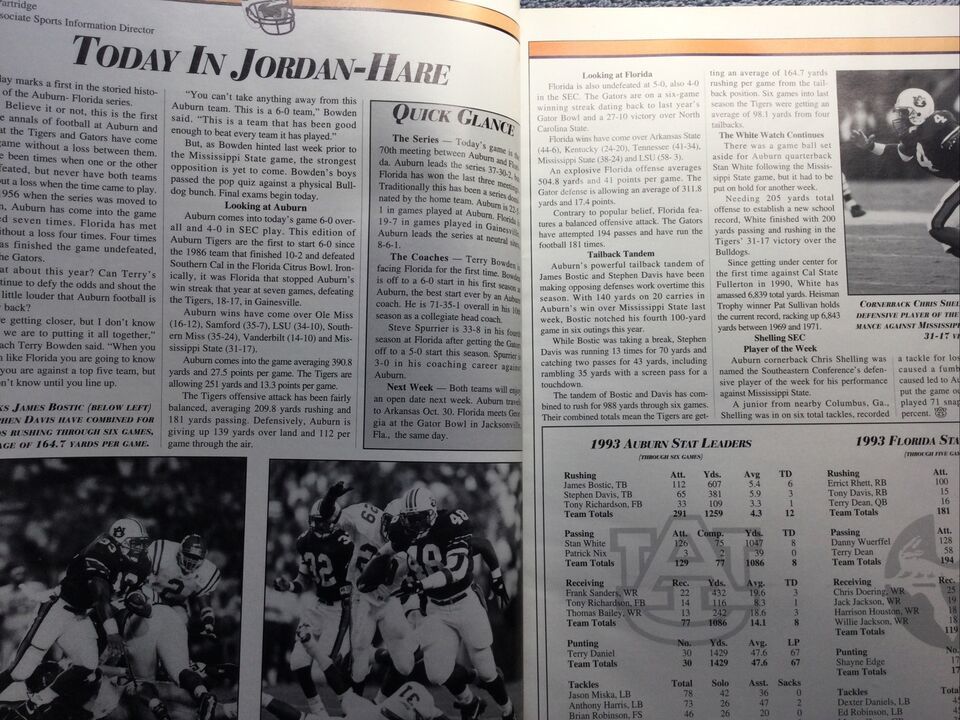 Partridge
sociate Sports Information Director
TODAY IN JORDAN-HARE
ay marks a first in the storied histo-
of the Auburn- Florida series.
Believe it or not, this is the first
e annals of football at Auburn and
at the Tigers and Gators have come
game without a loss between them.
e been times when one or the other
feated, but never have both teams
out a loss when the time came to play.
1956 when the series was moved to
n, Auburn has come into the game
ed seven times. Florida has met
ithout a loss four times. Four times
as finished the game undefeated,
he Gators.
at about this year? Can Terry's
tinue to defy the odds and shout the
little louder that Auburn football is
back?
e getting closer, but I don't know
we are to putting it all together,"
ach Terry Bowden said. "When you
n like Florida you are going to know
you are against a top five team, but
n't know until you line up.
KS JAMES BOSTIC (BELOW LEFT)
PHEN DAVIS HAVE COMBINED FOR
DS RUSHING THROUGH SIX GAMES,
AGE OF 164.7 YARDS PER GAME.
"You can't take anything away from this
Auburn team. This is a 6-0 team," Bowden
said. "This is a team that has been good
enough to beat every team it has played."
But, as Bowden hinted last week prior to
the Mississippi State game, the strongest
opposition is yet to come. Bowden's boys
passed the pop quiz against a physical Bull-
dog bunch. Final exams begin today.
Looking at Auburn
Auburn comes into today's game 6-0 over-
all and 4-0 in SEC play. This edition of
Auburn Tigers are the first to start 6-0 since
the 1986 team that finished 10-2 and defeated
Southern Cal in the Florida Citrus Bowl. Iron-
ically, it was Florida that stopped Auburn's
win streak that year at seven games, defeating
the Tigers, 18-17, in Gainesville.
Auburn wins have come over Ole Miss
(16-12), Samford (35-7), LSU (34-10), South-
ern Miss (35-24), Vanderbilt (14-10) and Mis-
sissippi State (31-17).
Auburn comes into the game averaging 390.8
yards and 27.5 points per game. The Tigers are
allowing 251 yards and 13.3 points per game.
The Tigers offensive attack has been fairly
balanced, averaging 209.8 yards rushing and
181 yards passing. Defensively, Auburn is
giving up 139 yards over land and 112 per
game through the air.
QUICK GLANCE
The Series - Today's game is the
70th meeting between Auburn and Flori
da. Auburn leads the series 37-30-2,
Florida has won the last three meetings.
Traditionally this has been a series domi
nated by the home team. Auburn is 22-5
1 in games played at Auburn. Florida is
19-7 in games played in Gainesville.
Auburn leads the series at neutral sites,
8-6-1.
The Coaches - Terry Bowden is
facing Florida for the first time. Bowden
is off to a 6-0 start in his first season at
Auburn, the best start ever by an Auburn
coach. He is 71-35-1 overall in his 10th
season as a collegiate head coach.
Steve Spurrier is 33-8 in his fourth
season at Florida after getting the Gators
off to a 5-0 start this season. Spurrier is
3-0 in his coaching career against
Auburn.
Next Week - Both teams will enjoy
an open date next week. Auburn travels
to Arkansas Oct. 30. Florida meets Geor
gia at the Gator Bowl in Jacksonville,
Fla., the same day.
Looking at Florida
Florida is also undefeated at 5-0, also 4-0
in the SEC. The Gators are on a six-game
winning streak dating back to last year's
Gator Bowl and a 27-10 victory over North
Carolina State.
Florida wins have come over Arkansas State
(44-6), Kentucky (24-20), Tennessee (41-34),
Mississippi State (38-24) and LSU (58- 3).
An explosive Florida offense averages
504.8 yards and 41 points per game. The
Gator defense is allowing an average of 311.8
yards and 17.4 points.
Contrary to popular belief, Florida fea-
tures a balanced offensive attack. The Gators
have attempted 194 passes and have run the
football 181 times.
Tailback Tandem
Auburn's powerful tailback tandem of
James Bostic and Stephen Davis have been
making opposing defenses work overtime this
season. With 140 yards on 20 carries in
Auburn's win over Mississippi State last
week, Bostic notched his fourth 100-yard
game in six outings this year.
While Bostic was taking a break, Stephen
Davis was running 13 times for 70 yards and
catching two passes for 43 yards, including
rambling 35 yards with a screen pass for a
touchdown.
The tandem of Bostic and Davis has com-
bined to rush for 988 yards through six games.
Their combined totals mean the Tigers are get-
ting an average of 164.7 yards
rushing per game from the tail-
back position. Six games into last
season the Tigers were getting an
average of 98.1 yards from four
tailbacks.
The White Watch Continues
There was a game ball set
aside for Auburn quarterback
Stan White following the Missis-
sippi State game, but it had to be
put on hold for another week.
Needing 205 yards total
offense to establish a new school
record, White finished with 200
yards passing and rushing in the
Tigers' 31-17 victory over the
Bulldogs.
Since getting under center for
the first time against Cal State
Fullerton in 1990, White has
amassed 6,839 total yards. Heisman
Trophy winner Pat Sullivan holds
the current record, racking up 6,843
yards between 1969 and 1971.
Shelling SEC
Player of the Week
Auburn cornerback Chris Shelling was
named the Southeastern Conference's defen-
sive player of the week for his performance
against Mississippi State.
A junior from nearby Columbus, Ga.,
Shelling was in on six total tackles, recorded
CORNERBACK CHRIS SHEL
DEFENSIVE PLAYER OF THE
MANCE AGAINST MISSISSIP
31-17 V
a tackle for los
caused a fumb
caused led to Au
put the game ou
played 71 snap
percent.
1993 AUBURN STAT LEADERS
(THROUGH SIX GAMES)
Rushing Att. Yds. Avg TD
James Bostic, TB 112 607 5.4 6
Stephen Davis, TB 65 381 5.9 3
Tony Richardson, FB 33 109 3.3 1
Team Totals 291 1259 4.3 12
Passing Att. Comp. Yds. TD
Stan White 126 75 1047 8
Patrick Nix 3 2 39 0
Team Totals 129 77 1086 8
Receiving Rec. Yds. Avg. TD
Frank Sanders, WR 22 432 19.6 3
Tony Richardson, FB 14 116 8.3 1
Thomas Bailey, WR 13 242 18.6 3
Team Totals 77 1086 14.1 8
Punting No. Yds. Avg. LP
Terry Daniel 30 1429 47.6 67
Team Totals 30 1429 47.6 67
Tackles Total Solo Asst. Sacks
Jason Miska, LB 78 42 36 0
Anthony Harris, LB 73 26 47 2
Brian Robinson, FS 46 26 20 0
1993 FLORIDA STA
(THROUGH FIVE GA
Rushing Att.
Errict Rhett, RB 100
Tony Davis, RB 15
Terry Dean, QB 16
Team Totals 181
Passing Att.
Danny Wuerffel 128
Terry Dean 58
Team Totals 194
Receiving Rec.
Chris Doering, WR 25
Jack Jackson, WR 19
Harrison Houston, WR 18
Willie Jackson, WR 18
Team Totals 119
Punting No.
Shayne Edge 17
Team Totals 17
Tackles Total
Dexter Daniels, LB
Ed Robinson, LB